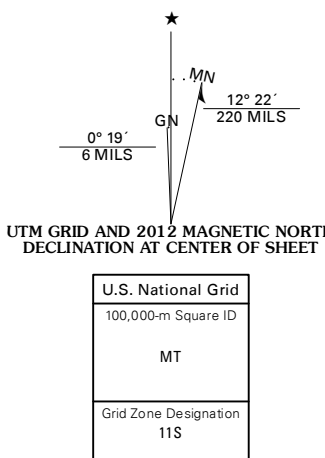 ★
MN
GN
12° 22´
220 MILS
0° 19´
6 MILS
UTM GRID AND 2012 MAGNETIC NORTH
DECLINATION AT CENTER OF SHEET
U.S. National Grid
100,000-m Square ID
MT
Grid Zone Designation
11S